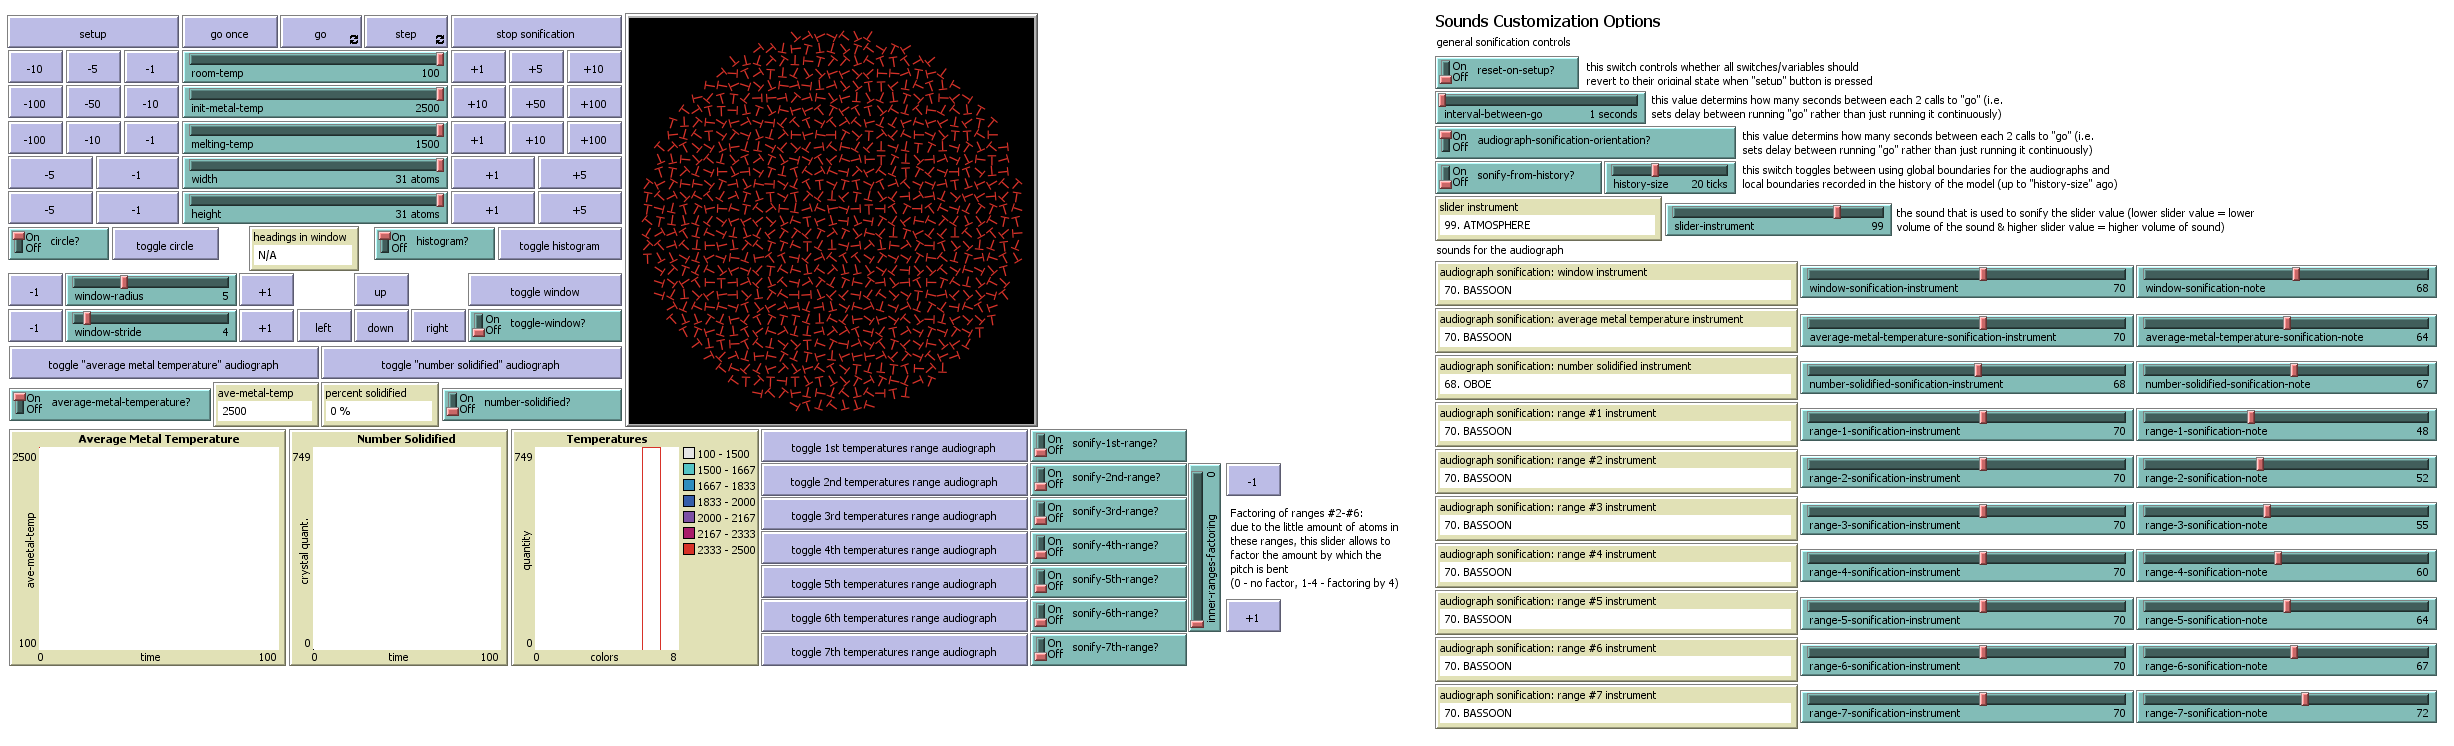 setup
go once
go
step
stop sonification
-10
-5
-1
room-temp 100
+1
+5
+10
-100
-50
-10
init-metal-temp 2500
+10
+50
+100
-100
-10
-1
melting-temp 1500
+1
+10
+100
-5
-1
width 31 atoms
+1
+5
-5
-1
height 31 atoms
+1
+5
On
Off
circle?
toggle circle
headings in window
N/A
On
Off
histogram?
toggle histogram
-1
window-radius 5
+1
up
toggle window
-1
window-stride 4
+1
left
down
right
On
Off
toggle-window?
toggle "average metal temperature" audiograph
toggle "number solidified" audiograph
On
Off
average-metal-temperature?
ave-metal-temp
2500
percent solidified
0 %
On
Off
number-solidified?
Average Metal Temperature
2500
ave-metal-temp
100
0
time
100
Number Solidified
749
crystal quant.
0
0
time
100
Temperatures
749
quantity
0
0
colors
8
100 - 1500
1500 - 1667
1667 - 1833
1833 - 2000
2000 - 2167
2167 - 2333
2333 - 2500
toggle 1st temperatures range audiograph
On
Off
sonify-1st-range?
toggle 2nd temperatures range audiograph
On
Off
sonify-2nd-range?
toggle 3rd temperatures range audiograph
On
Off
sonify-3rd-range?
toggle 4th temperatures range audiograph
On
Off
sonify-4th-range?
toggle 5th temperatures range audiograph
On
Off
sonify-5th-range?
toggle 6th temperatures range audiograph
On
Off
sonify-6th-range?
toggle 7th temperatures range audiograph
On
Off
sonify-7th-range?
inner-ranges-factoring 0
-1
Factoring of ranges #2-#6:
due to the little amount of atoms in
these ranges, this slider allows to
factor the amount by which the
pitch is bent
(0 - no factor, 1-4 - factoring by 4)
+1
Sounds Customization Options
general sonification controls
On
Off
reset-on-setup?
this switch controls whether all switches/variables should
revert to their original state when "setup" button is pressed
interval-between-go 1 seconds
this value determins how many seconds between each 2 calls to "go" (i.e.
sets delay between running "go" rather than just running it continuously)
On
Off
audiograph-sonification-orientation?
this value determins how many seconds between each 2 calls to "go" (i.e.
sets delay between running "go" rather than just running it continuously)
On
Off
sonify-from-history?
history-size 20 ticks
this switch toggles between using global boundaries for the audiographs and
local boundaries recorded in the history of the model (up to "history-size" ago)
slider instrument
99. ATMOSPHERE
slider-instrument 99
the sound that is used to sonify the slider value (lower slider value = lower
volume of the sound & higher slider value = higher volume of sound)
sounds for the audiograph
audiograph sonification: window instrument
70. BASSOON
window-sonification-instrument 70
window-sonification-note 68
audiograph sonification: average metal temperature instrument
70. BASSOON
average-metal-temperature-sonification-instrument 70
average-metal-temperature-sonification-note 64
audiograph sonification: number solidified instrument
68. OBOE
number-solidified-sonification-instrument 68
number-solidified-sonification-note 67
audiograph sonification: range #1 instrument
70. BASSOON
range-1-sonification-instrument 70
range-1-sonification-note 48
audiograph sonification: range #2 instrument
70. BASSOON
range-2-sonification-instrument 70
range-2-sonification-note 52
audiograph sonification: range #3 instrument
70. BASSOON
range-3-sonification-instrument 70
range-3-sonification-note 55
audiograph sonification: range #4 instrument
70. BASSOON
range-4-sonification-instrument 70
range-4-sonification-note 60
audiograph sonification: range #5 instrument
70. BASSOON
range-5-sonification-instrument 70
range-5-sonification-note 64
audiograph sonification: range #6 instrument
70. BASSOON
range-6-sonification-instrument 70
range-6-sonification-note 67
audiograph sonification: range #7 instrument
70. BASSOON
range-7-sonification-instrument 70
range-7-sonification-note 72